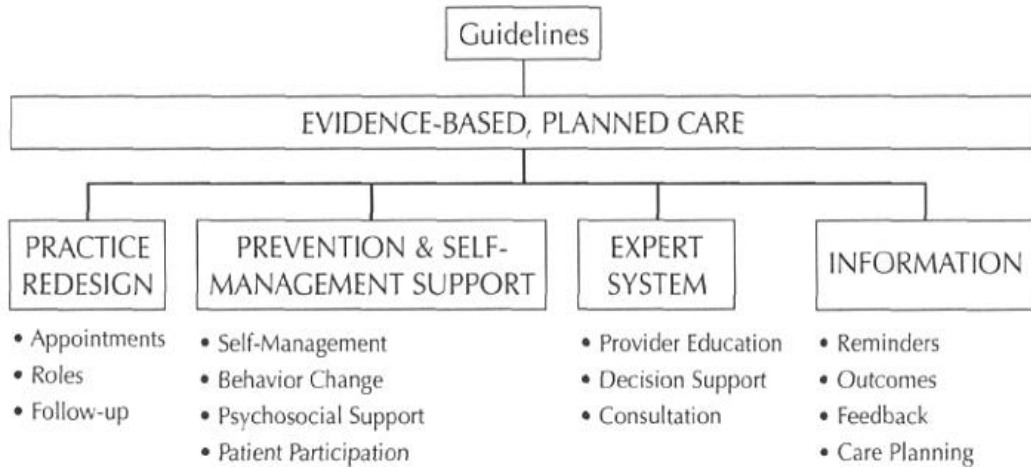 Guidelines
EVIDENCE-BASED, PLANNED CARE
PRACTICE
REDESIGN
• Appointments
• Roles
• Follow-up
PREVENTION & SELF-
MANAGEMENT SUPPORT
• Self-Management
• Behavior Change
• Psychosocial Support
• Patient Participation
EXPERT
SYSTEM
• Provider Education
• Decision Support
• Consultation
INFORMATION
• Reminders
• Outcomes
• Feedback
• Care Planning